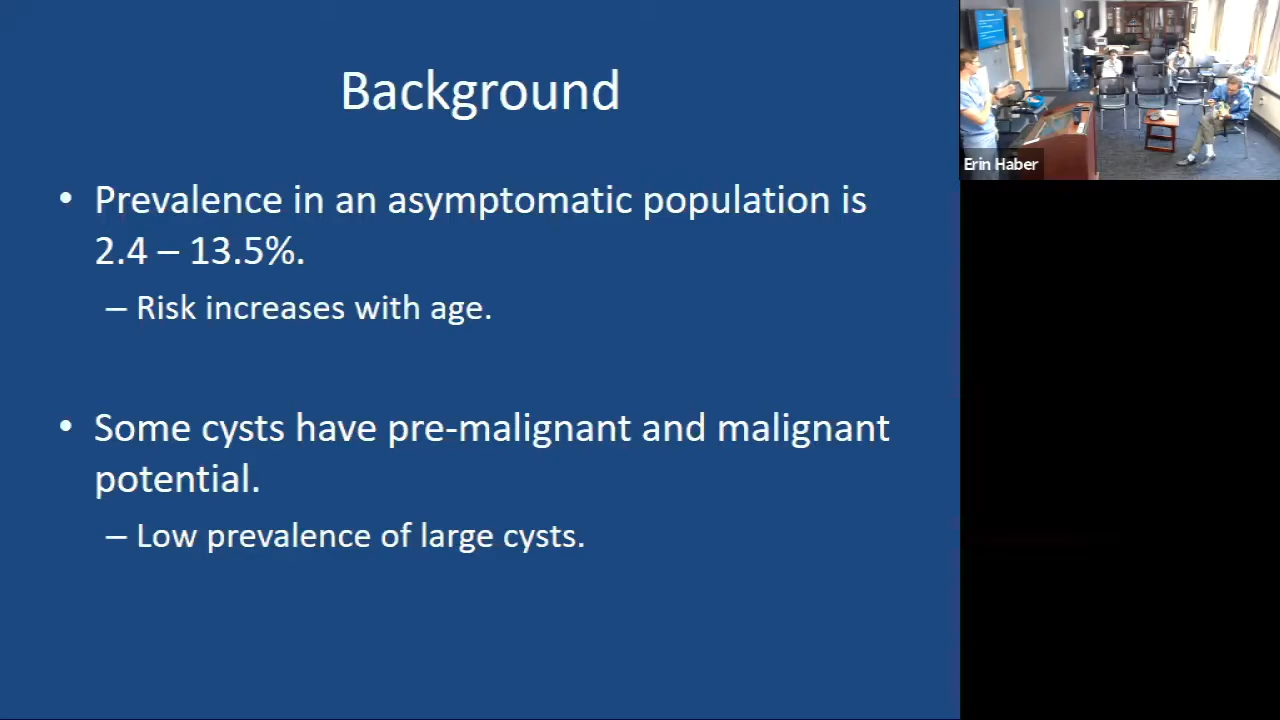 Background
• Prevalence in an asymptomatic population is
2.4 – 13.5%.
– Risk increases with age.
• Some cysts have pre-malignant and malignant
potential.
– Low prevalence of large cysts.
Erin Haber